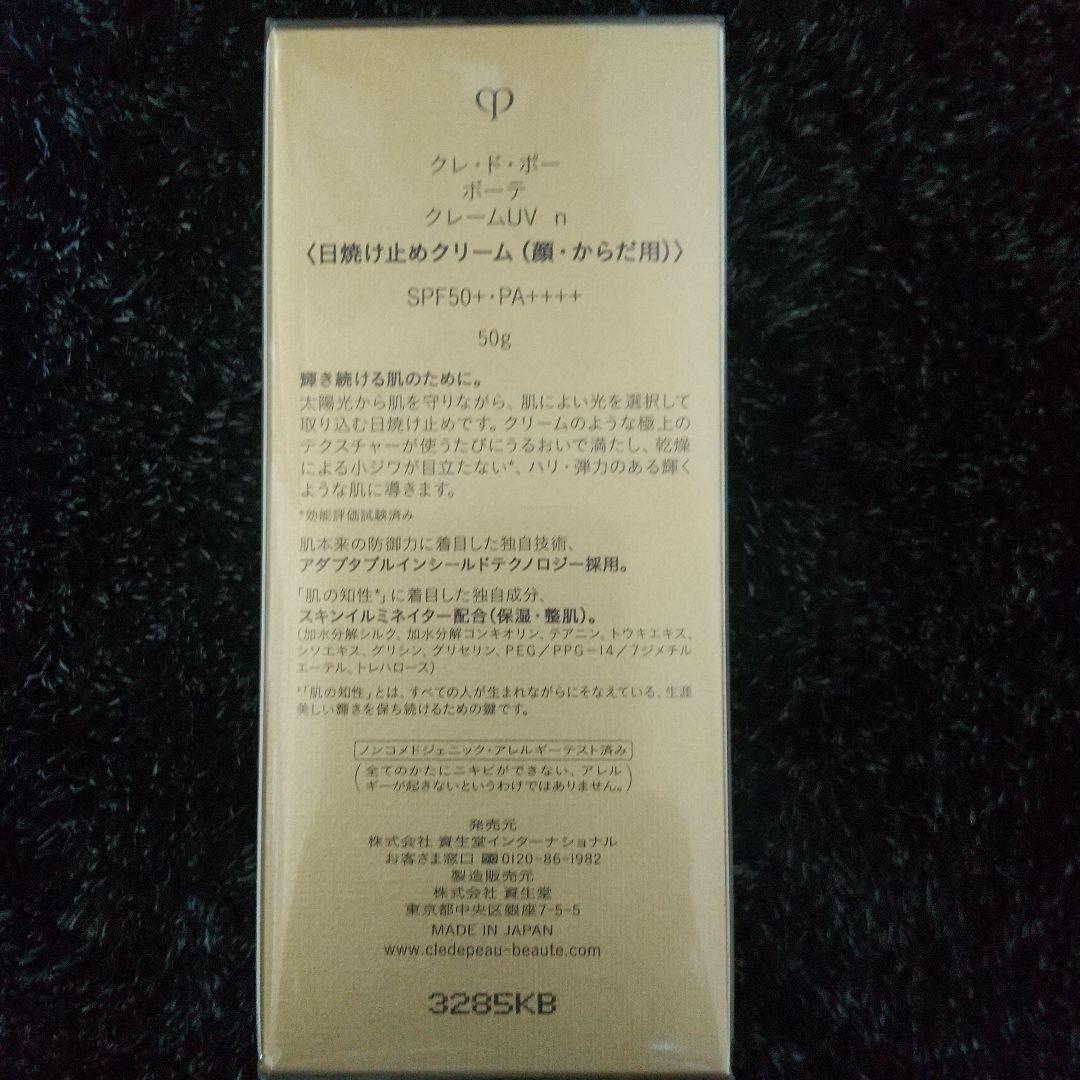 クレ・ド・ポー
ボーテ
クレームUV n
〈日焼け止めクリーム（顔・からだ用）〉
SPF50+・PA++++
50g
輝き続ける肌のために。
太陽光から肌を守りながら、肌によい光を選択して
取り込む日焼け止めです。クリームのような極上の
テクスチャーが使うたびにうるおいで満たし、乾燥
による小ジワが目立たない*、ハリ・弾力のある輝く
ような肌に導きます。
*効能評価試験済み
肌本来の防御力に着目した独自技術、
アダプタブルインシールドテクノロジー採用。
「肌の知性*」に着目した独自成分、
スキンイルミネイター配合（保湿・整肌）。
（加水分解シルク、加水分解コンキオリン、テアニン、トウキエキス、
シソエキス、グリシン、グリセリン、PEG／PPG－14／7ジメチル
エーテル、トレハロース）
*「肌の知性」とは、すべての人が生まれながらにそなえている、生涯
美しい輝きを保ち続けるための鍵です。
ノンコメドジェニック・アレルギーテスト済み
（全てのかたにニキビができない、アレル
ギーが起きないというわけではありません。）
発売元
株式会社 資生堂インターナショナル
お客さま窓口 0120-86-1982
製造販売元
株式会社 資生堂
東京都中央区銀座7-5-5
MADE IN JAPAN
www.cledepeau-beaute.com
3285KB